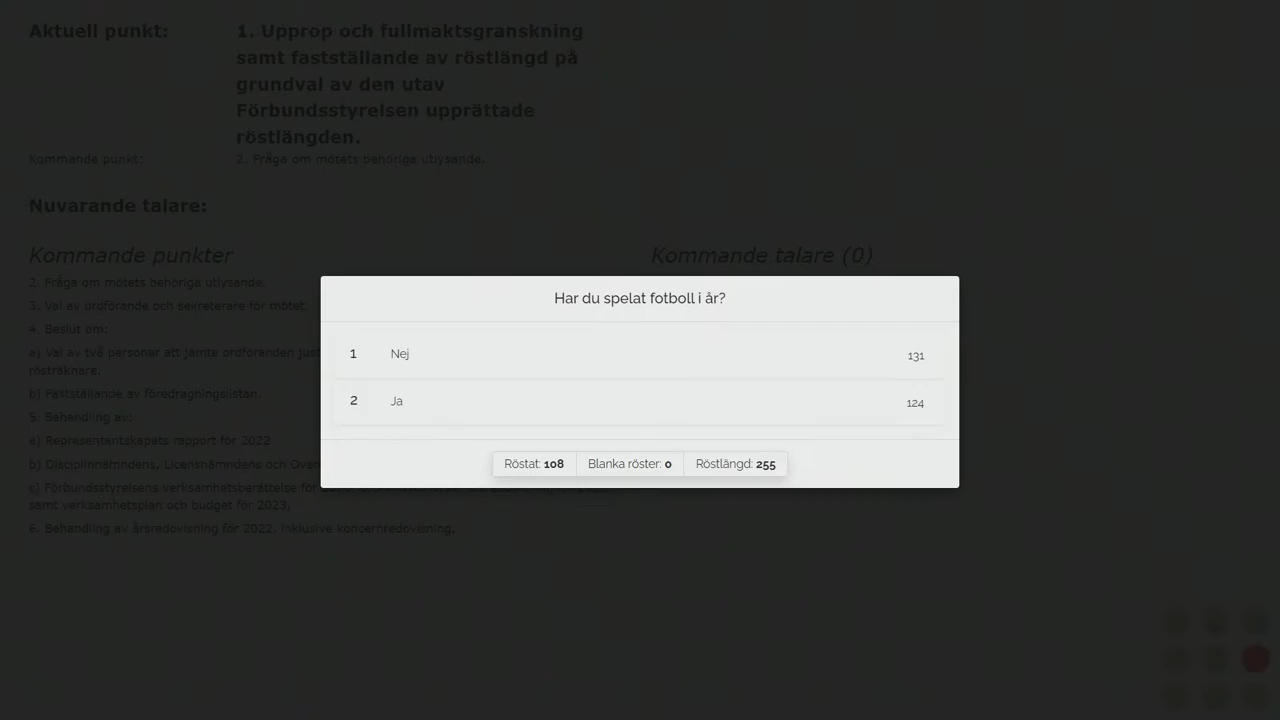 Aktuell punkt:
1. Upprop och fullmaktsgranskning
samt fastställande av röstlängd på
grundval av den utav
Förbundsstyrelsen upprättade
röstlängden.
Kommande punkt:
2. Fråga om mötets behöriga utlysande.
Nuvarande talare:
Kommande punkter
Kommande talare (0)
2. Fråga om mötets behöriga utlysande.
3. Val av ordförande och sekreterare för mötet.
4. Beslut om:
a) Val av två personer att jämte ordföranden just
rösträknare.
b) Fastställande av föredragningslistan.
5. Behandling av:
a) Representantskapets rapport för 2022
b) Disciplinnämndens, Licensnämndens och Över
c) Förbundsstyrelsens verksamhetsberättelse för
samt verksamhetsplan och budget för 2023,
6. Behandling av årsredovisning för 2022, inklusive koncernredovisning,
Har du spelat fotboll i år?
1 Nej 131
2 Ja 124
Röstat: 108 Blanka röster: 0 Röstlängd: 255